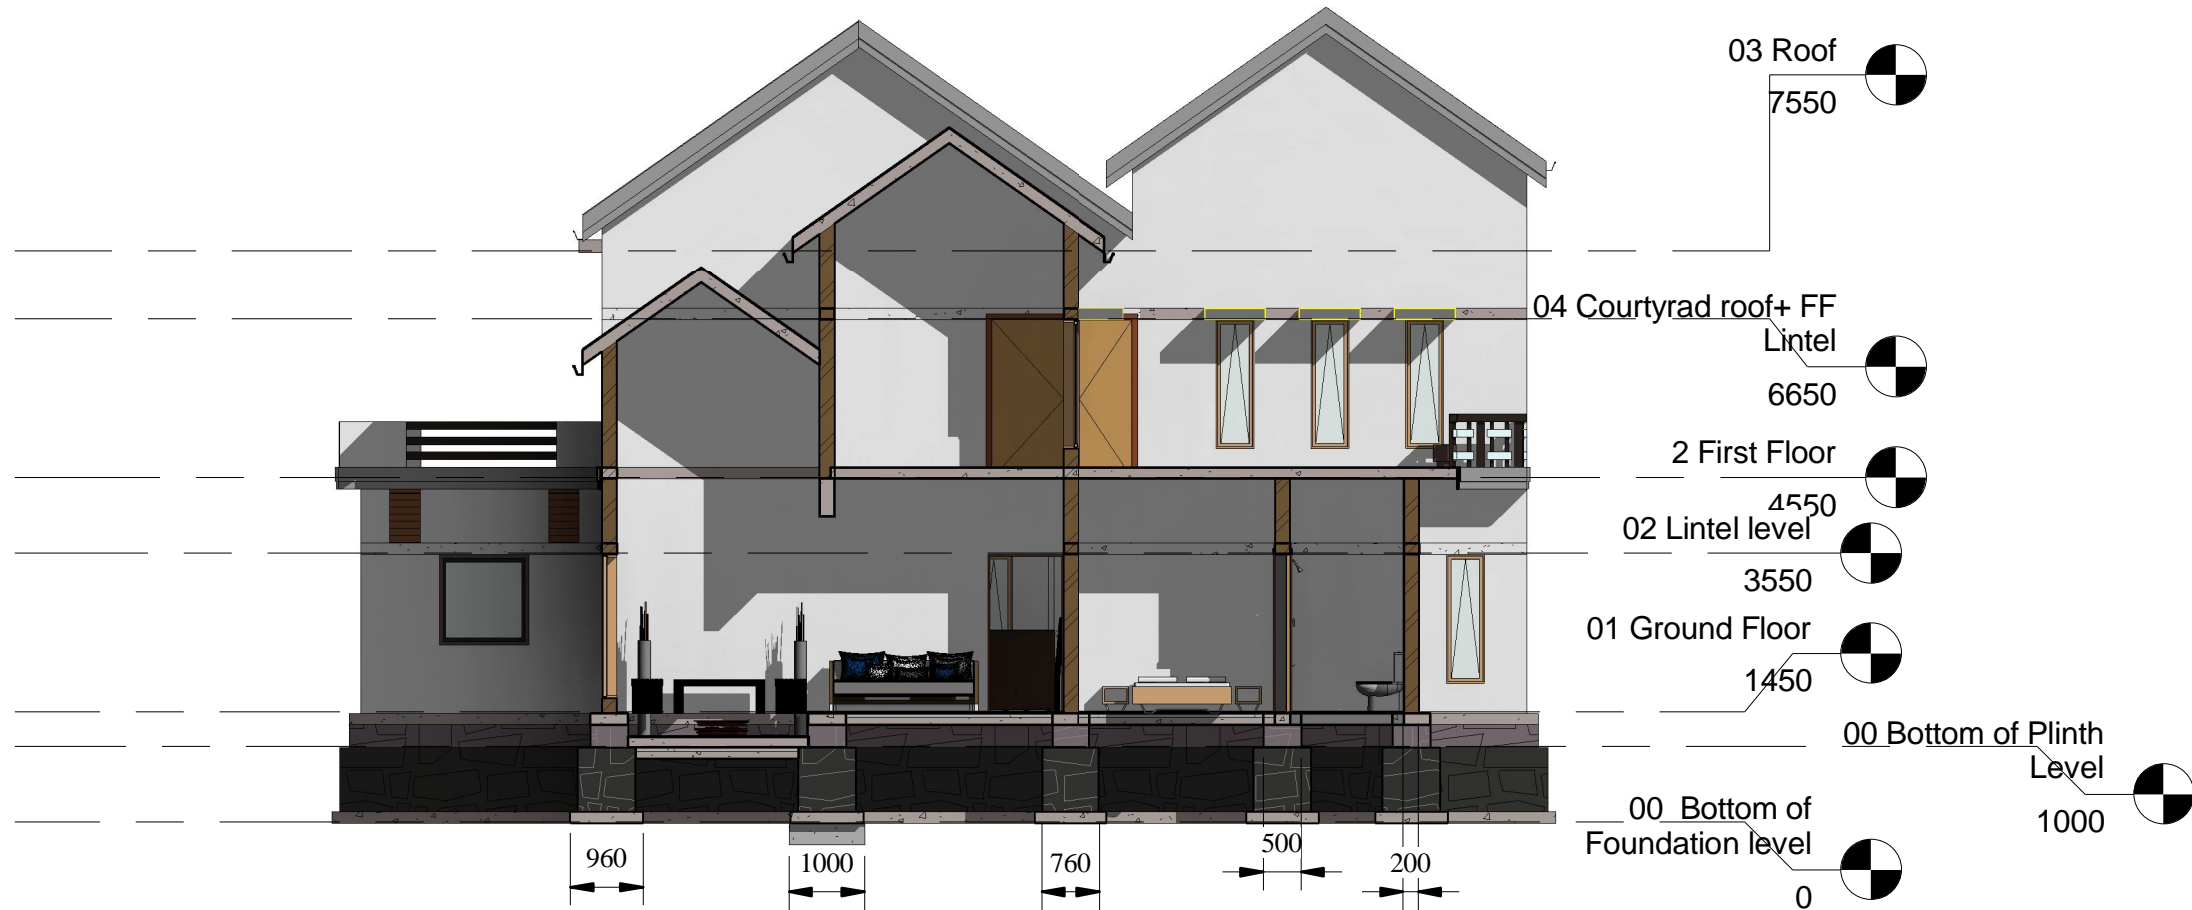 03 Roof
7550
04 Courtyrad roof+ FF
Lintel
6650
2 First Floor
4550
02 Lintel level
3550
01 Ground Floor
1450
00 Bottom of Plinth
Level
1000
00 Bottom of
Foundation level
0
960
1000
760
500
200